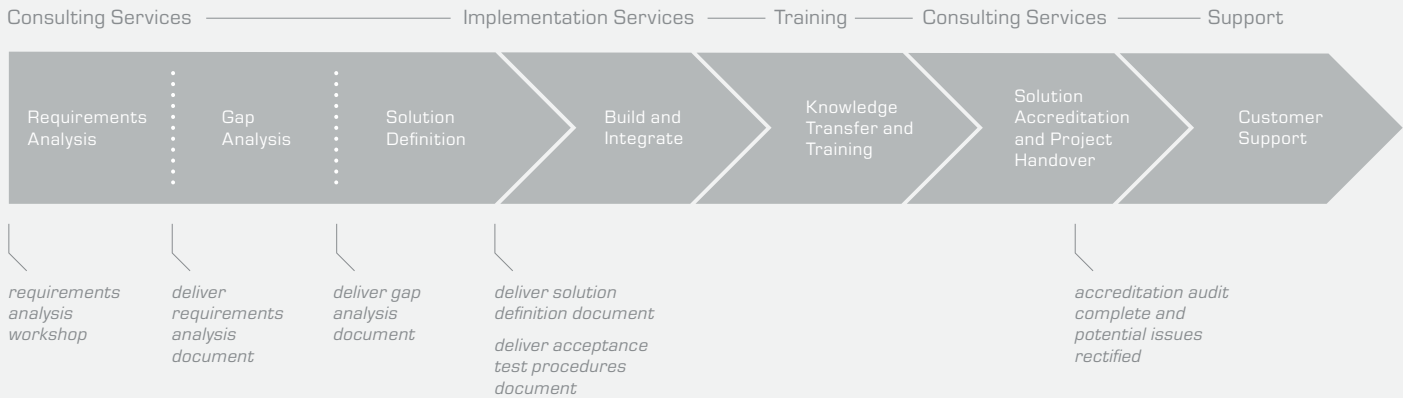 Consulting Services
Implementation Services
Training
Consulting Services
Support
Requirements
Analysis
Gap
Analysis
Solution
Definition
Build and
Integrate
Knowledge
Transfer and
Training
Solution
Accreditation
and Project
Handover
Customer
Support
requirements
analysis
workshop
deliver
requirements
analysis
document
deliver gap
analysis
document
deliver solution
definition document
deliver acceptance
test procedures
document
accreditation audit
complete and
potential issues
rectified